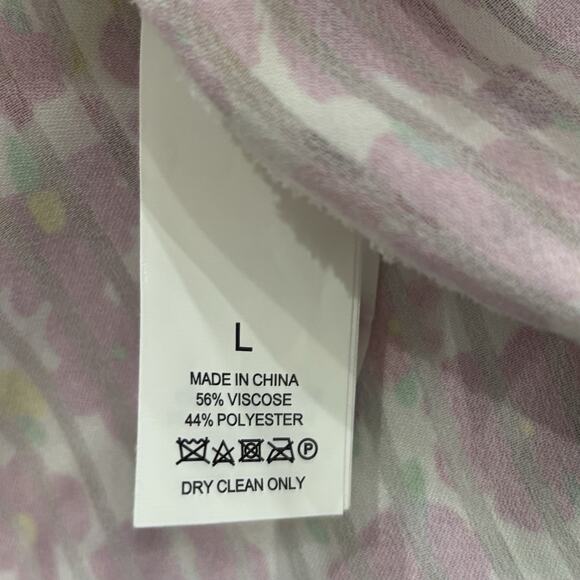 L
MADE IN CHINA
56% VISCOSE
44% POLYESTER
P
DRY CLEAN ONLY